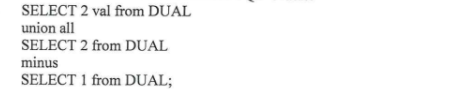 SELECT 2 val from DUAL
union all
SELECT 2 from DUAL
minus
SELECT 1 from DUAL;